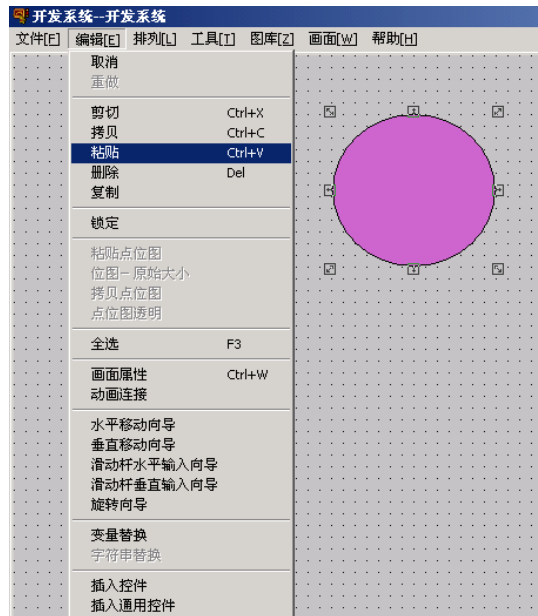 开发系统--开发系统
文件[F] 编辑[E] 排列[L] 工具[T] 图库[Z] 画面[W] 帮助[H]
取消
重做
剪切 Ctrl+X
拷贝 Ctrl+C
粘贴 Ctrl+V
删除 Del
复制
锁定
粘贴点位图
位图-原始大小
拷贝点位图
点位图透明
全选 F3
画面属性 Ctrl+W
动画连接
水平移动向导
垂直移动向导
滑动杆水平输入向导
滑动杆垂直输入向导
旋转向导
变量替换
字符串替换
插入控件
插入通用控件